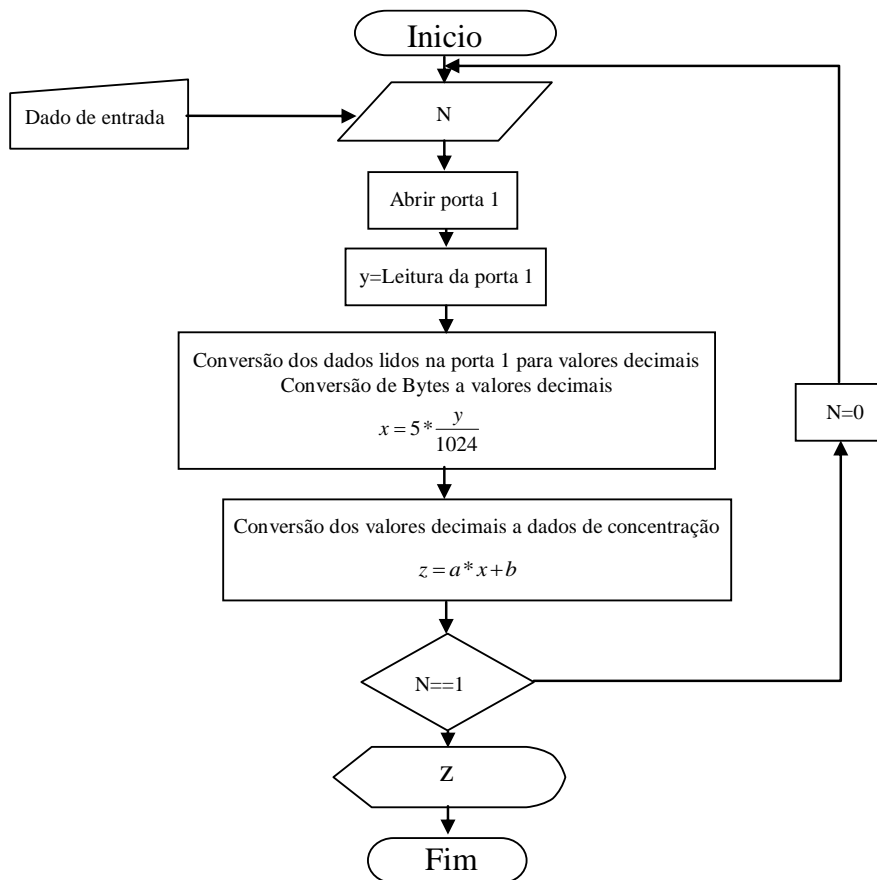 Inicio
Dado de entrada
N
Abrir porta 1
y=Leitura da porta 1
Conversão dos dados lidos na porta 1 para valores decimais
Conversão de Bytes a valores decimais
x = 5 * y/1024
N=0
Conversão dos valores decimais a dados de concentração
z = a * x + b
N==1
Z
Fim